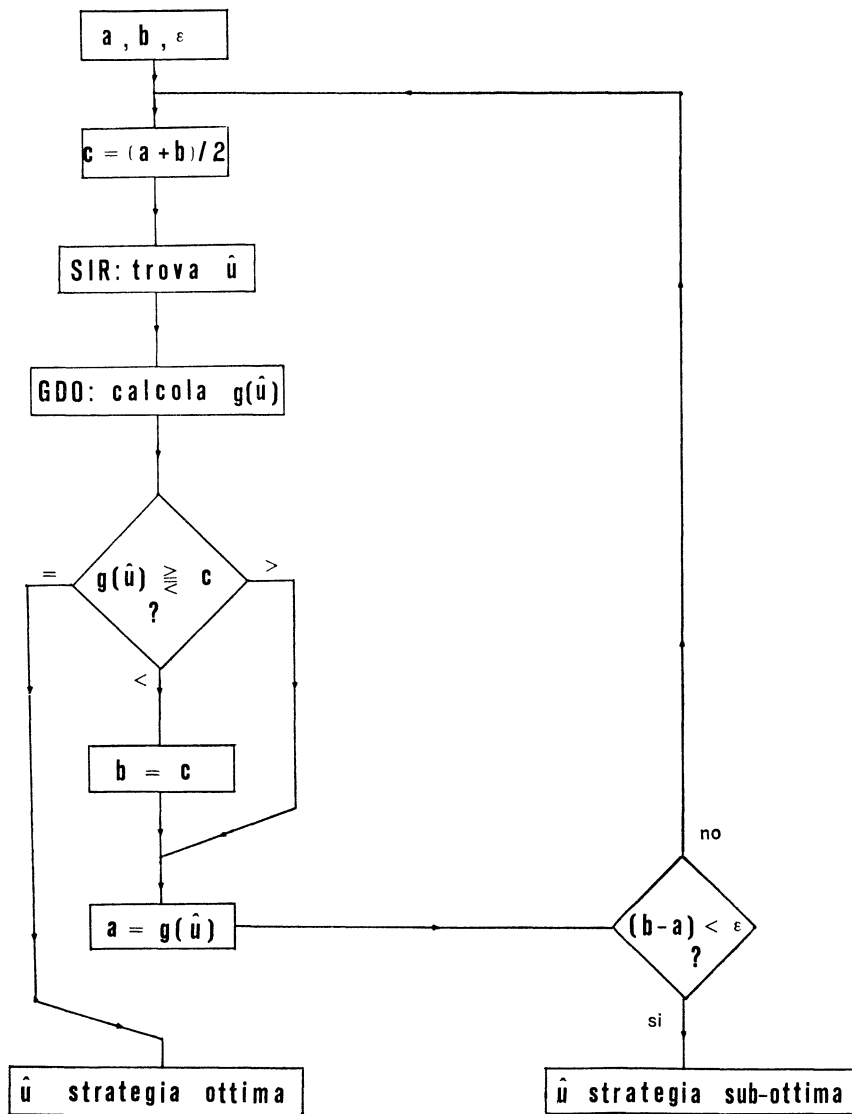 a , b , ε
c = (a + b)/2
SIR: trova û
GDO: calcola g(û)
=
g(û) ⪌ c
?
>
<
b = c
a = g(û)
no
(b-a) < ε
?
si
û strategia ottima
û strategia sub-ottima